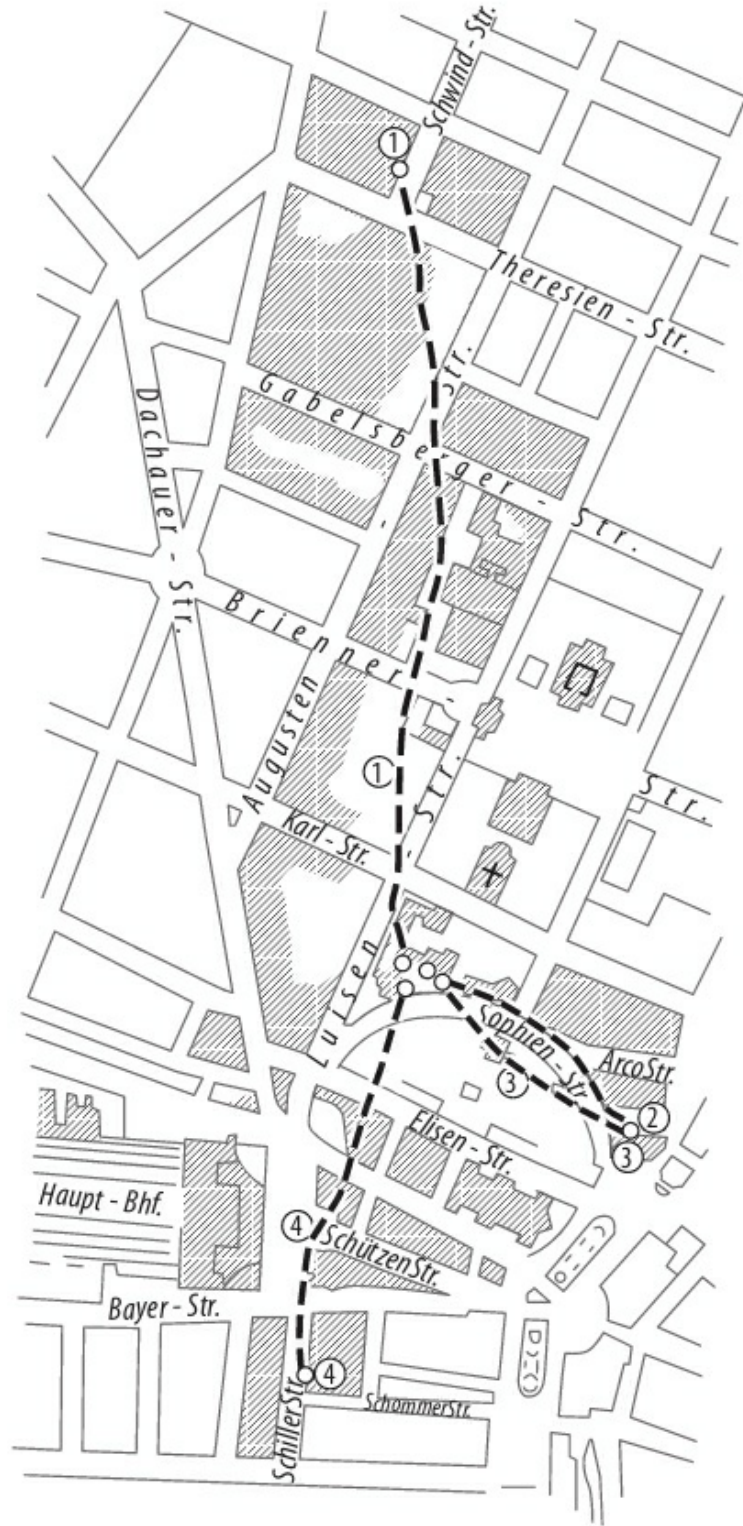 Schwind-Str.
1
Theresien-Str.
Str.
Gabelsberger-Str.
Dachauer-Str.
Brienner-
Augusten-
1
Str.
Str.
Karl-Str.
Luisen-
Sophien-Str
ArcoStr.
2
3
3
Elisen-Str.
Haupt-Bhf.
4
SchützenStr.
Bayer-Str.
4
SchillerStr.
SchommerStr.